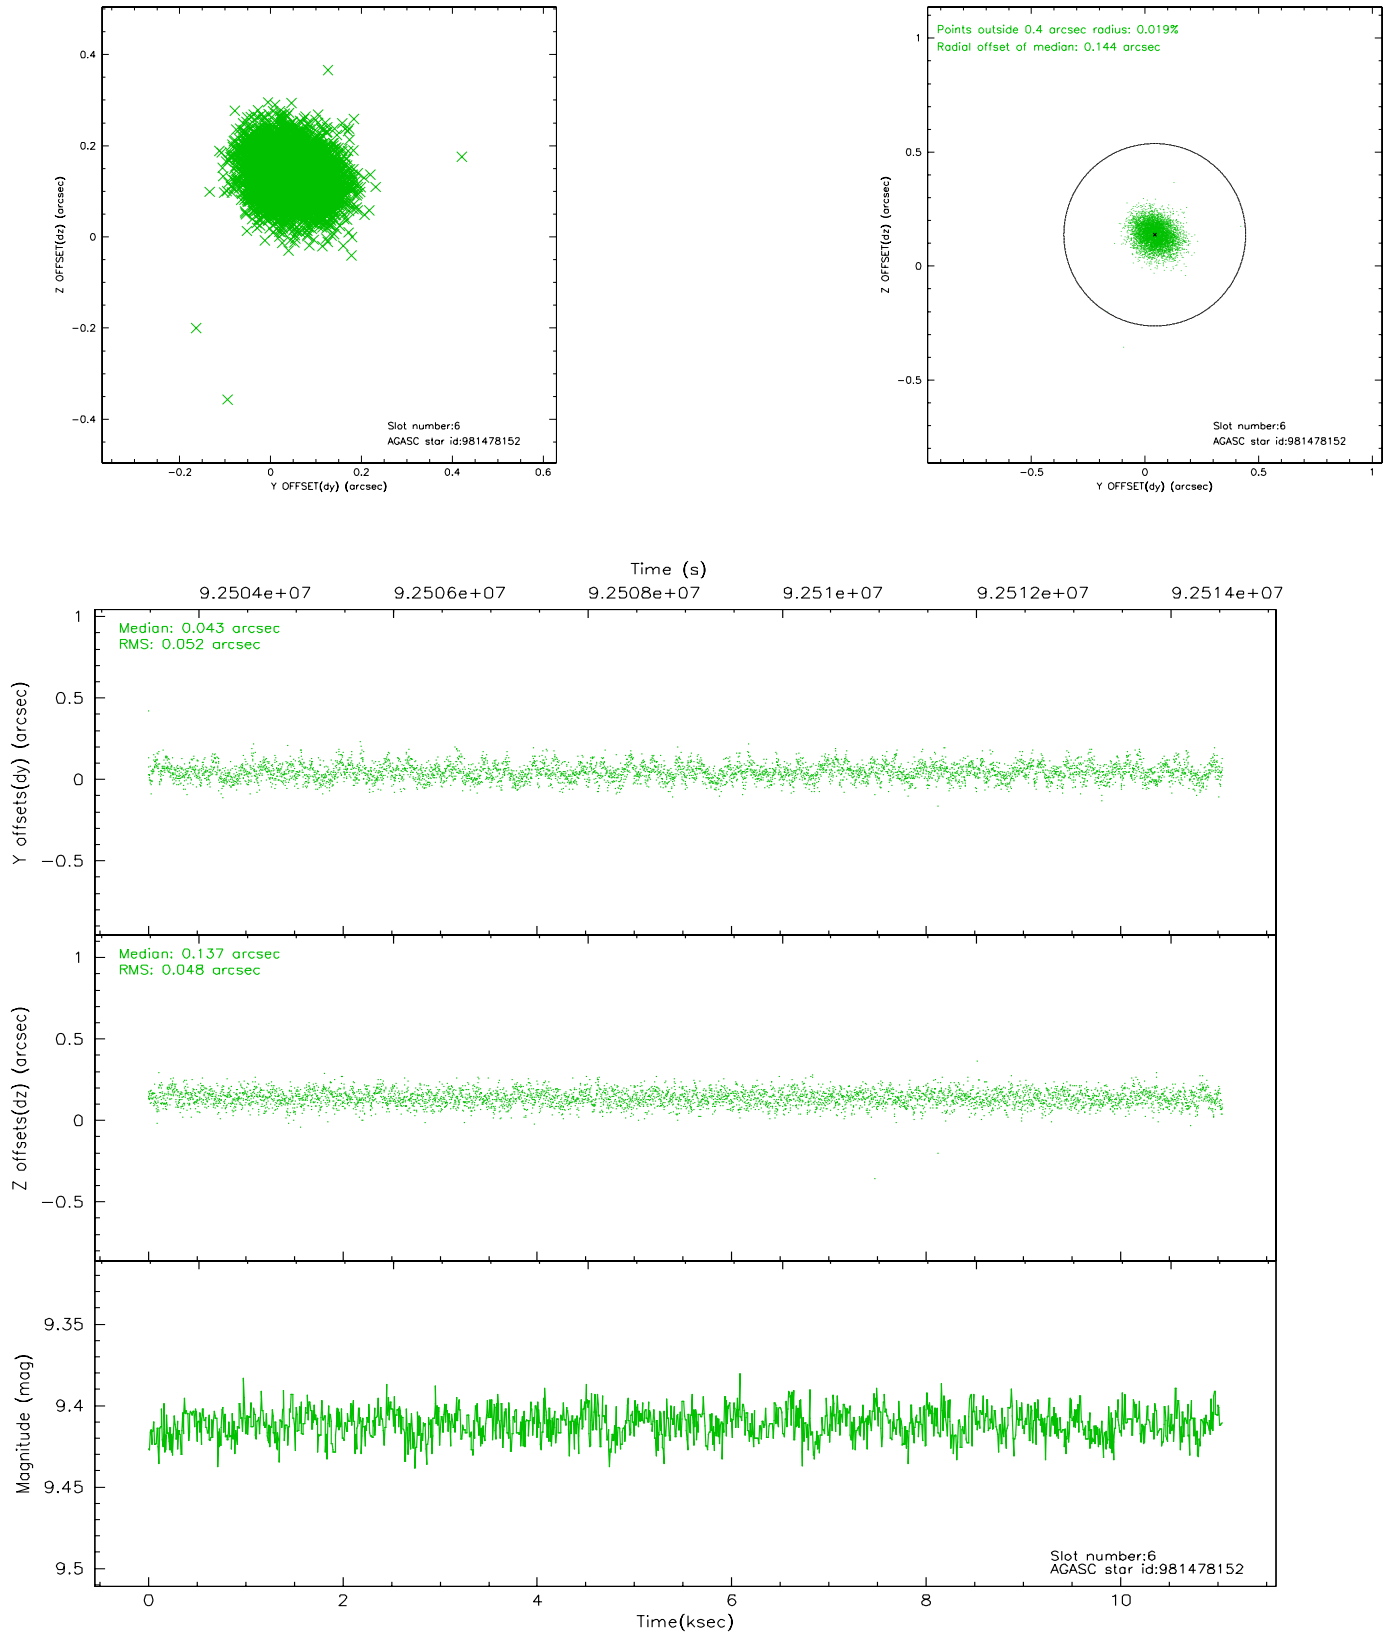 0.4
0.2
0
−0.2
−0.4
Z OFFSET(dz) (arcsec)
Slot number:6
AGASC star id:981478152
−0.2 0 0.2 0.4 0.6
Y OFFSET(dy) (arcsec)
Points outside 0.4 arcsec radius: 0.019%
Radial offset of median: 0.144 arcsec
1
0.5
0
−0.5
Z OFFSET(dz) (arcsec)
Slot number:6
AGASC star id:981478152
−0.5 0 0.5 1
Y OFFSET(dy) (arcsec)
Time (s)
9.2504e+07 9.2506e+07 9.2508e+07 9.251e+07 9.2512e+07 9.2514e+07
Median: 0.043 arcsec
RMS: 0.052 arcsec
1
0.5
0
−0.5
Y offsets(dy) (arcsec)
Median: 0.137 arcsec
RMS: 0.048 arcsec
1
0.5
0
−0.5
Z offsets(dz) (arcsec)
9.35
9.4
9.45
9.5
Magnitude (mag)
Slot number:6
AGASC star id:981478152
0 2 4 6 8 10
Time(ksec)